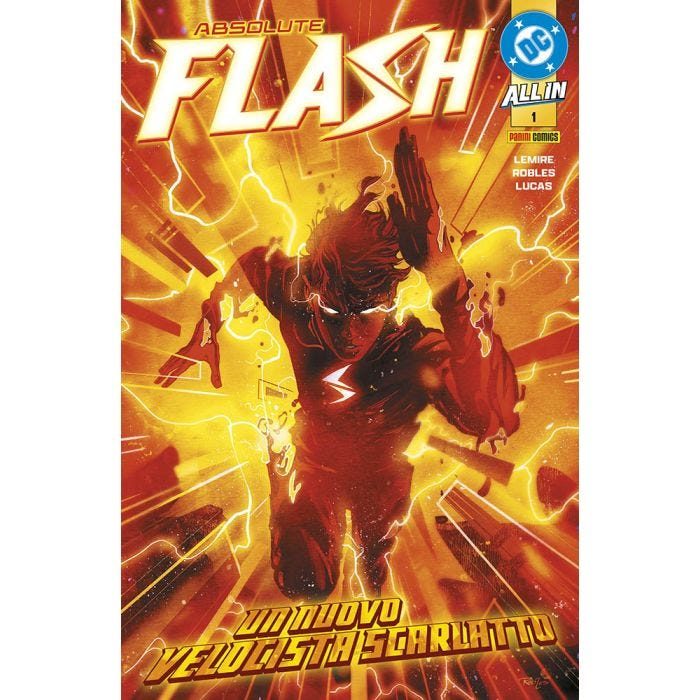 ABSOLUTE
FLASH
DC
ALL IN
1
PANINI COMICS
LEMIRE
ROBLES
LUCAS
UN NUOVO
VELOCISTA SCARLATTO